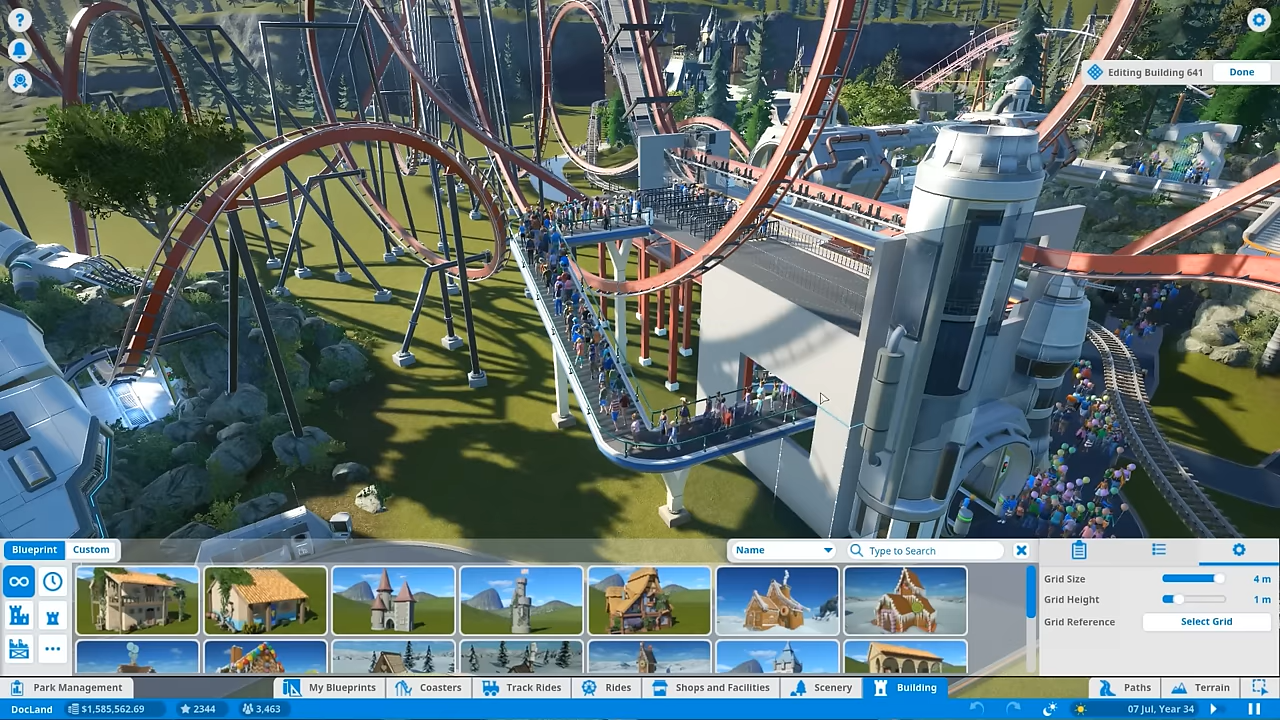 ?
Editing Building 641 Done
Blueprint Custom
Name
Type to Search
Grid Size 4 m
Grid Height 1 m
Grid Reference Select Grid
Park Management My Blueprints Coasters Track Rides Rides Shops and Facilities Scenery Building Paths Terrain
DocLand $1,585,562.69 2344 3,463 07 Jul, Year 34